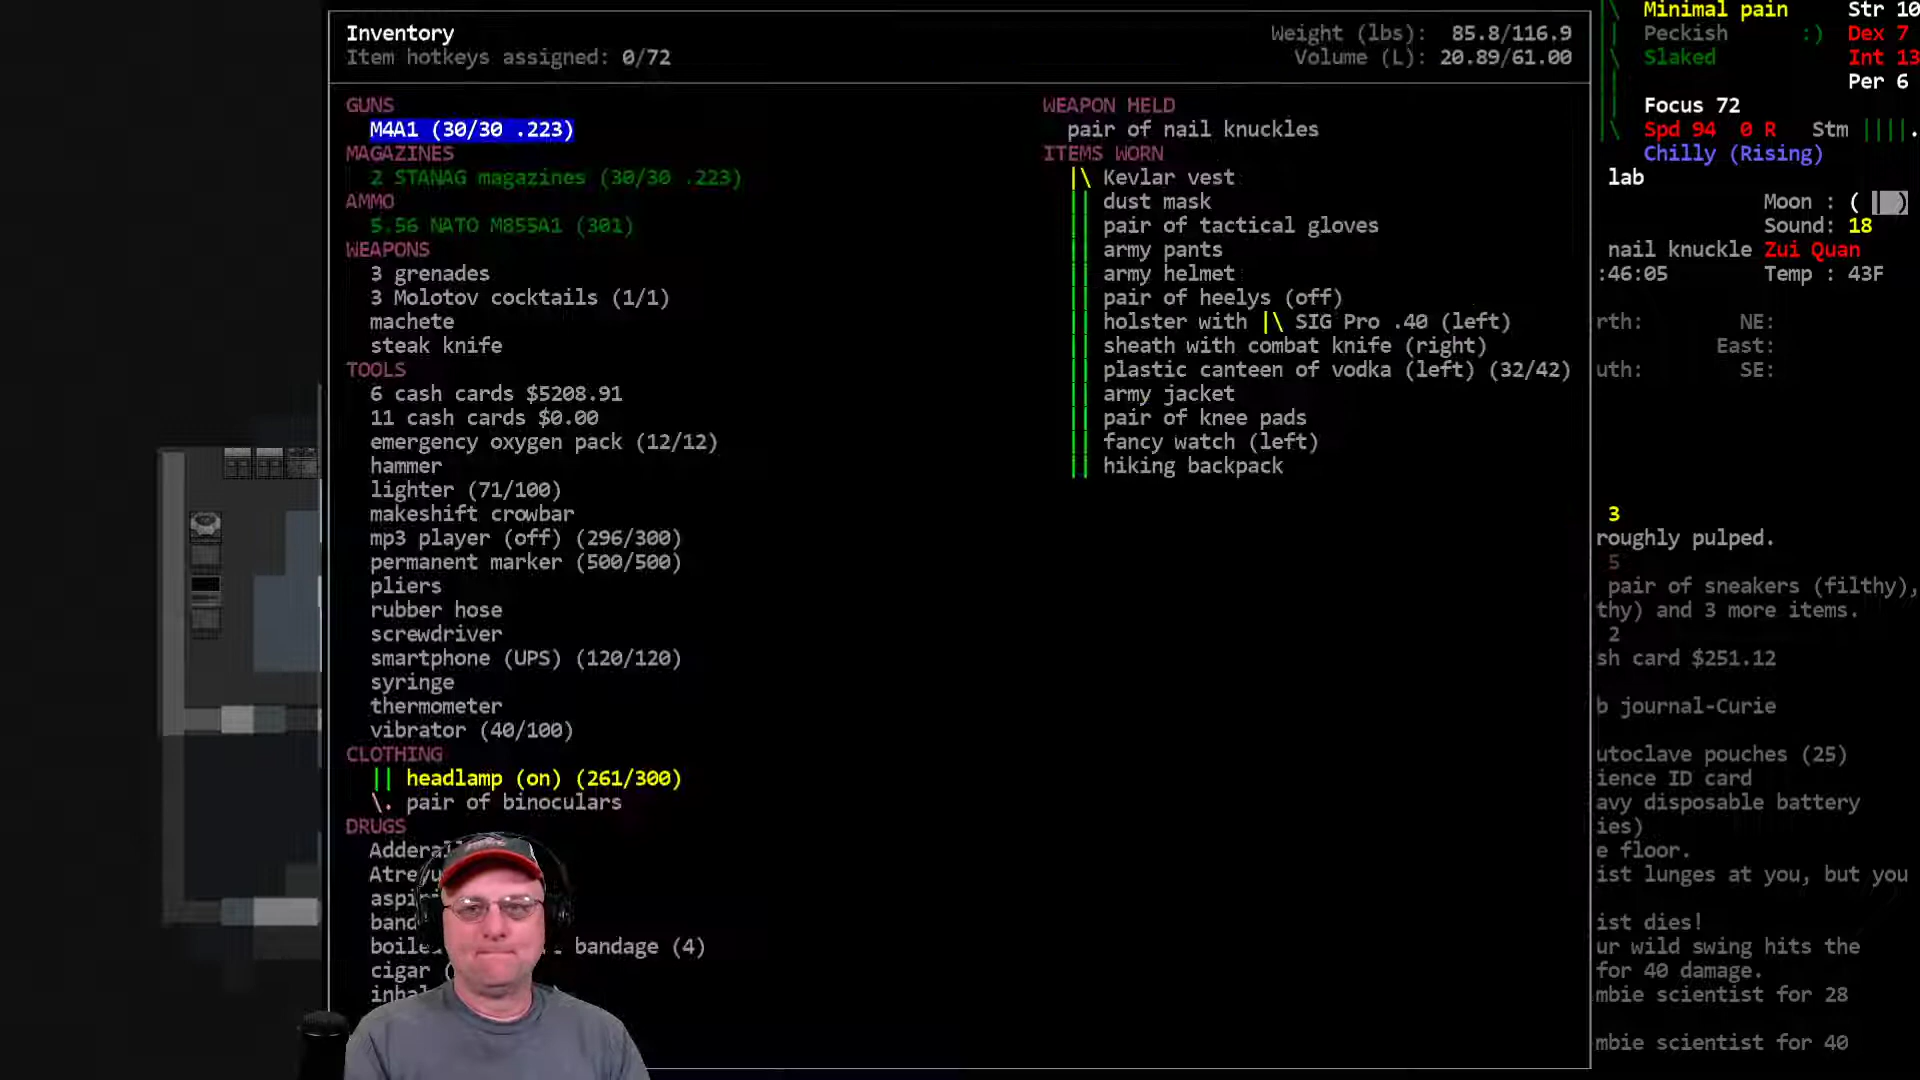 Inventory
Item hotkeys assigned: 0/72
Weight (lbs): 85.8/116.9
Volume (L): 20.89/61.00
GUNS
M4A1 (30/30 .223)
MAGAZINES
2 STANAG magazines (30/30 .223)
AMMO
5.56 NATO M855A1 (301)
WEAPONS
3 grenades
3 Molotov cocktails (1/1)
machete
steak knife
TOOLS
6 cash cards $5208.91
11 cash cards $0.00
emergency oxygen pack (12/12)
hammer
lighter (71/100)
makeshift crowbar
mp3 player (off) (296/300)
permanent marker (500/500)
pliers
rubber hose
screwdriver
smartphone (UPS) (120/120)
syringe
thermometer
vibrator (40/100)
CLOTHING
|| headlamp (on) (261/300)
\. pair of binoculars
DRUGS
Adderal
Atreyu
aspi
band
boile bandage (4)
cigar (
inhal
WEAPON HELD
pair of nail knuckles
ITEMS WORN
|\ Kevlar vest
|| dust mask
|| pair of tactical gloves
|| army pants
|| army helmet
|| pair of heelys (off)
|| holster with |\ SIG Pro .40 (left)
|| sheath with combat knife (right)
|| plastic canteen of vodka (left) (32/42)
|| army jacket
|| pair of knee pads
|| fancy watch (left)
|| hiking backpack
Minimal pain Str 10
Peckish :) Dex 7
Slaked Int 13
Per 6
Focus 72
Spd 94 0 R Stm ||||.
Chilly (Rising)
lab
Moon : ( | )
Sound: 18
nail knuckle Zui Quan
:46:05 Temp : 43F
rth: NE:
East:
uth: SE:
3
roughly pulped.
5
pair of sneakers (filthy),
thy) and 3 more items.
2
sh card $251.12
b journal-Curie
utoclave pouches (25)
ience ID card
avy disposable battery
ies)
e floor.
ist lunges at you, but you
ist dies!
ur wild swing hits the
for 40 damage.
mbie scientist for 28
mbie scientist for 40